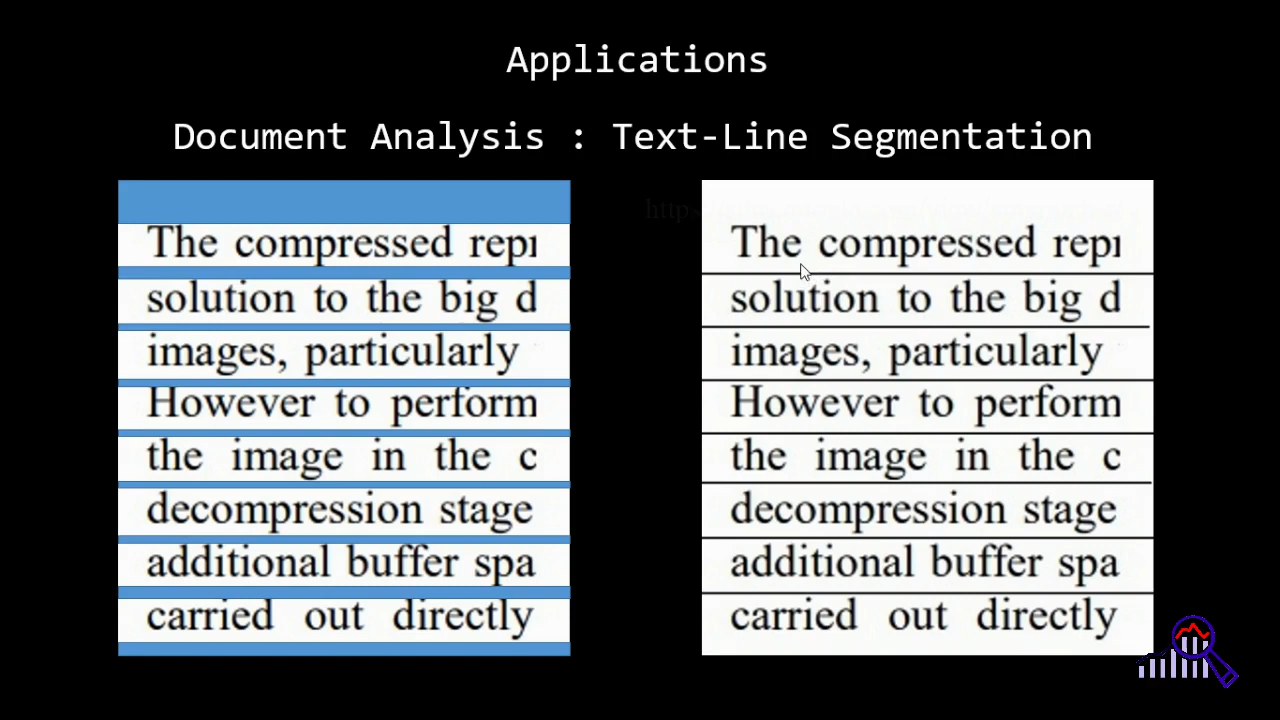 Applications
Document Analysis : Text-Line Segmentation
The compressed repr
solution to the big d
images, particularly
However to perform
the image in the c
decompression stage
additional buffer spa
carried out directly
The compressed repr
solution to the big d
images, particularly
However to perform
the image in the c
decompression stage
additional buffer spa
carried out directly